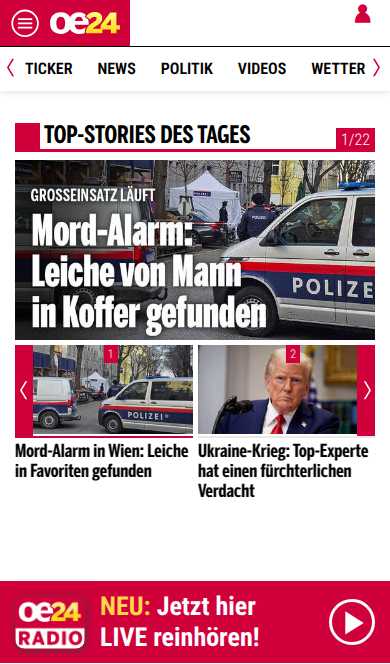 oe24
TICKER NEWS POLITIK VIDEOS WETTER
TOP-STORIES DES TAGES
1/22
GROSSEINSATZ LÄUFT
Mord-Alarm:
Leiche von Mann
in Koffer gefunden
POLIZEI
1
POLIZEI
2
Mord-Alarm in Wien: Leiche
in Favoriten gefunden
Ukraine-Krieg: Top-Experte
hat einen fürchterlichen
Verdacht
oe24
RADIO
NEU: Jetzt hier
LIVE reinhören!